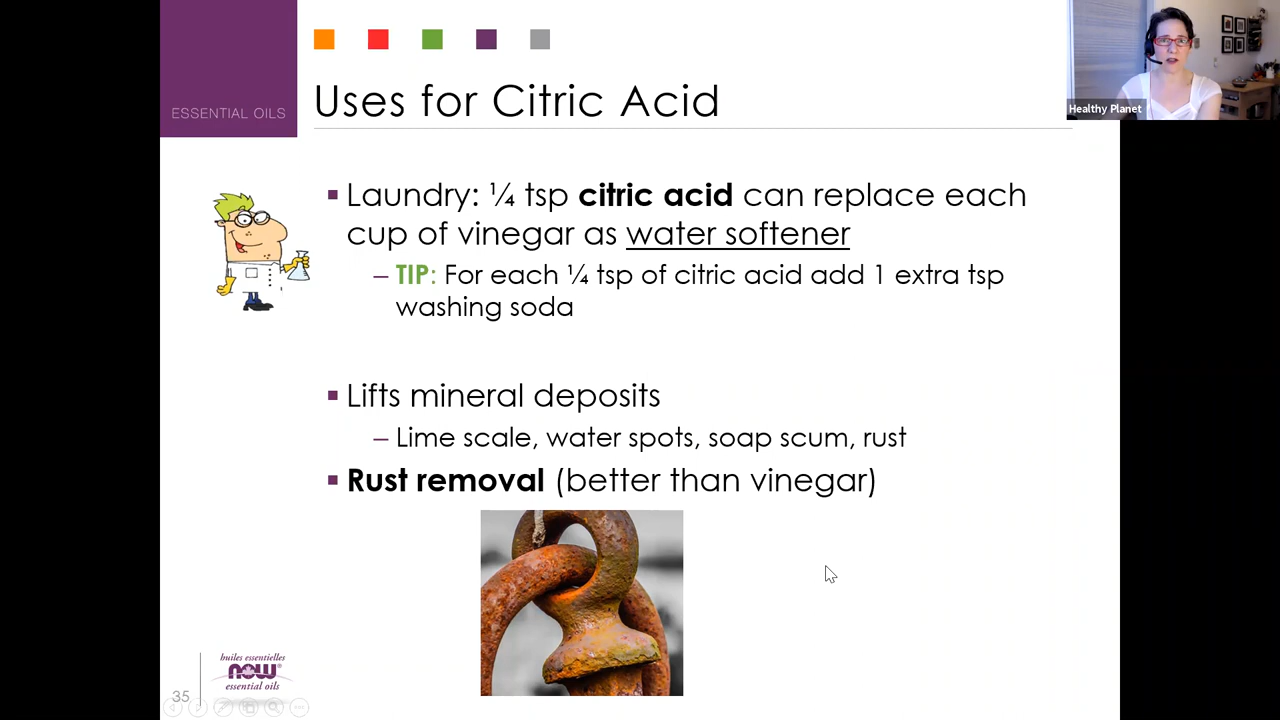 ESSENTIAL OILS
Uses for Citric Acid
Healthy Planet
Laundry: ¼ tsp citric acid can replace each
cup of vinegar as water softener
– TIP: For each ¼ tsp of citric acid add 1 extra tsp
washing soda
Lifts mineral deposits
– Lime scale, water spots, soap scum, rust
Rust removal (better than vinegar)
huiles essentielles
NOW®
essential oils
35